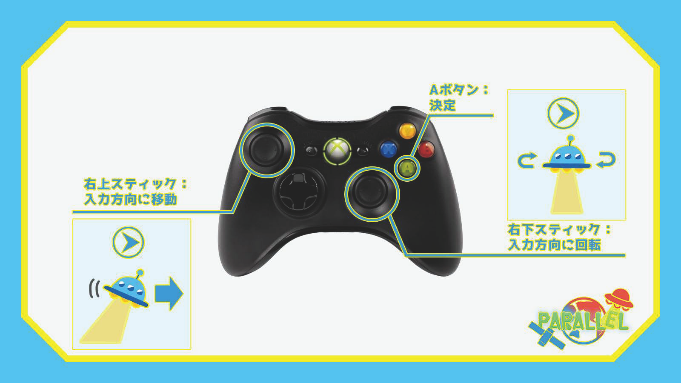 Aボタン：
決定
右上スティック：
入力方向に移動
右下スティック：
入力方向に回転
PARALLEL